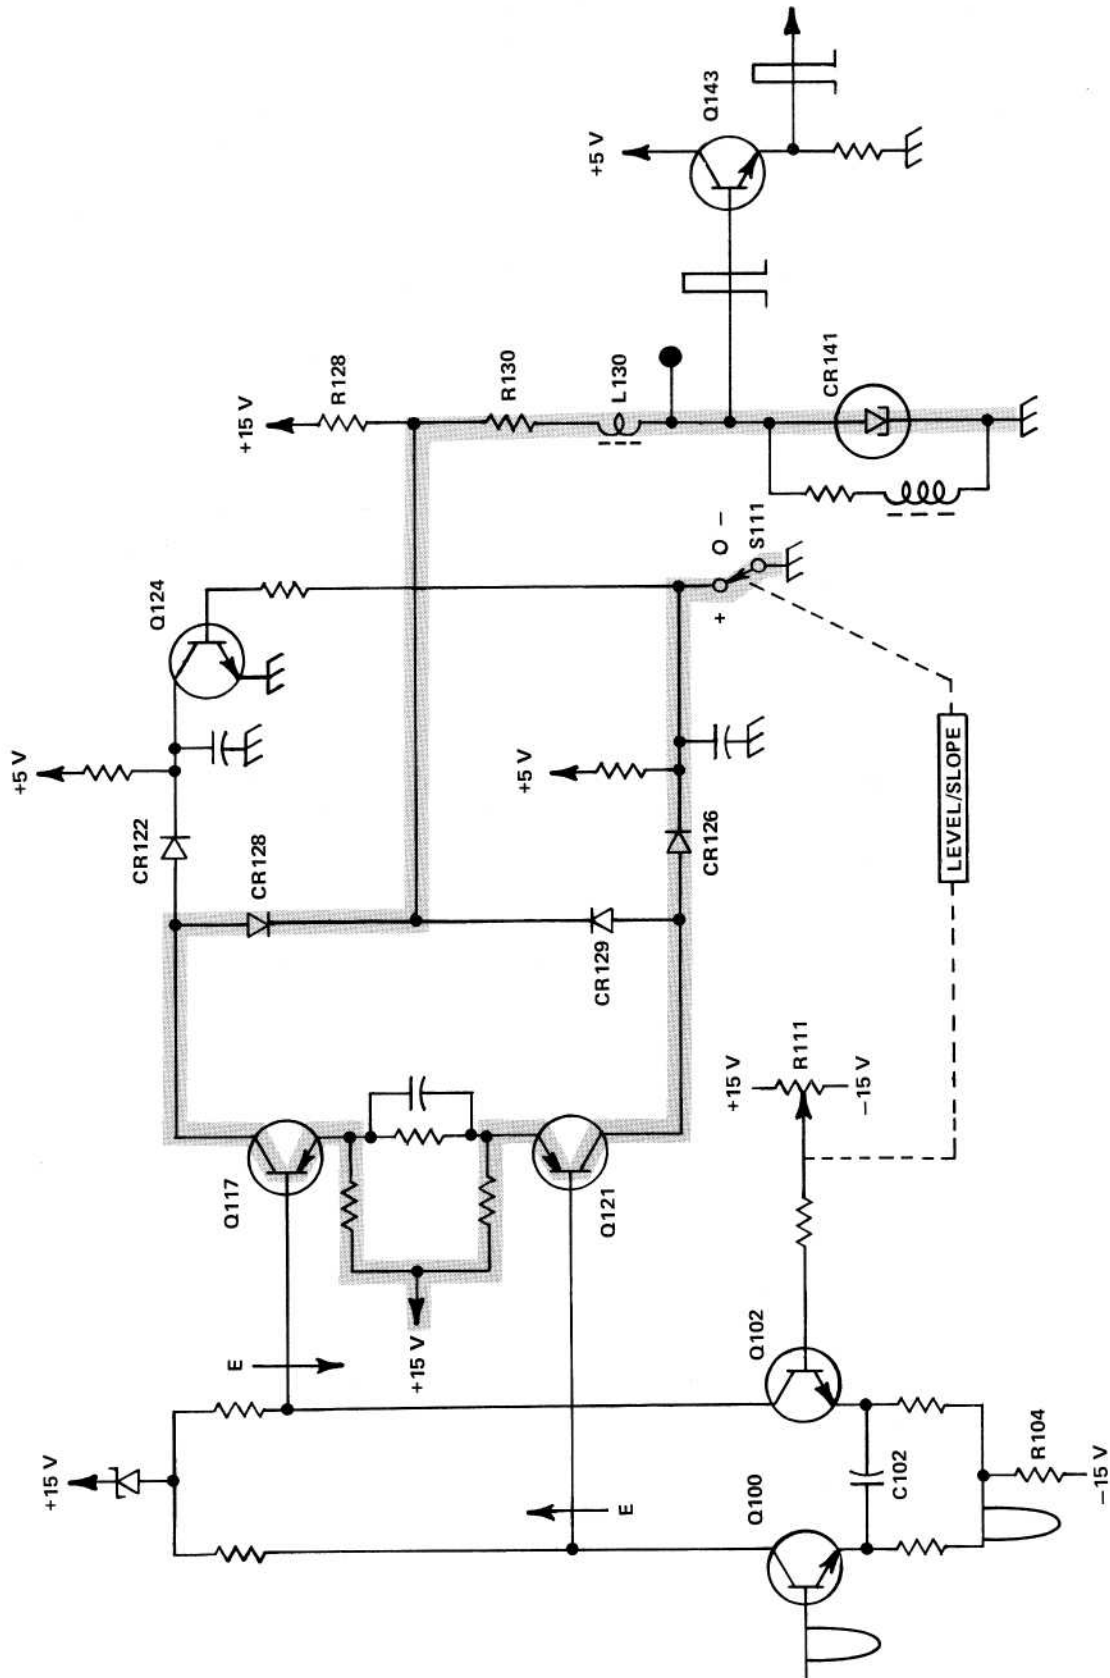 +15 V
E
E
Q117
Q121
+15 V
Q100
Q102
C102
R104
−15 V
+15 V
R111
−15 V
LEVEL/SLOPE
+5 V
CR122
CR128
CR129
CR126
+5 V
Q124
+ O −
S111
+15 V
R128
R130
L130
CR141
+5 V
Q143